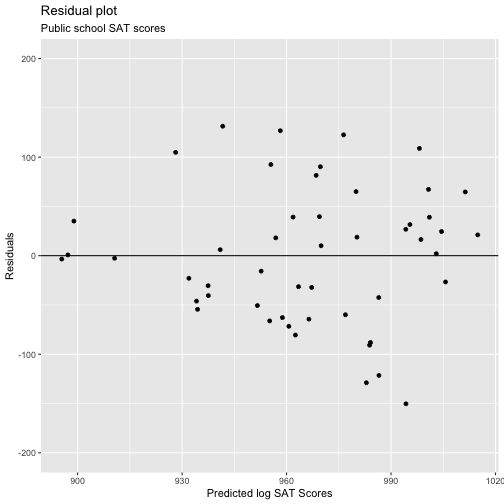 Residual plot
Public school SAT scores
200
100
0
-100
-200
900
930
960
990
1020
Residuals
Predicted log SAT Scores